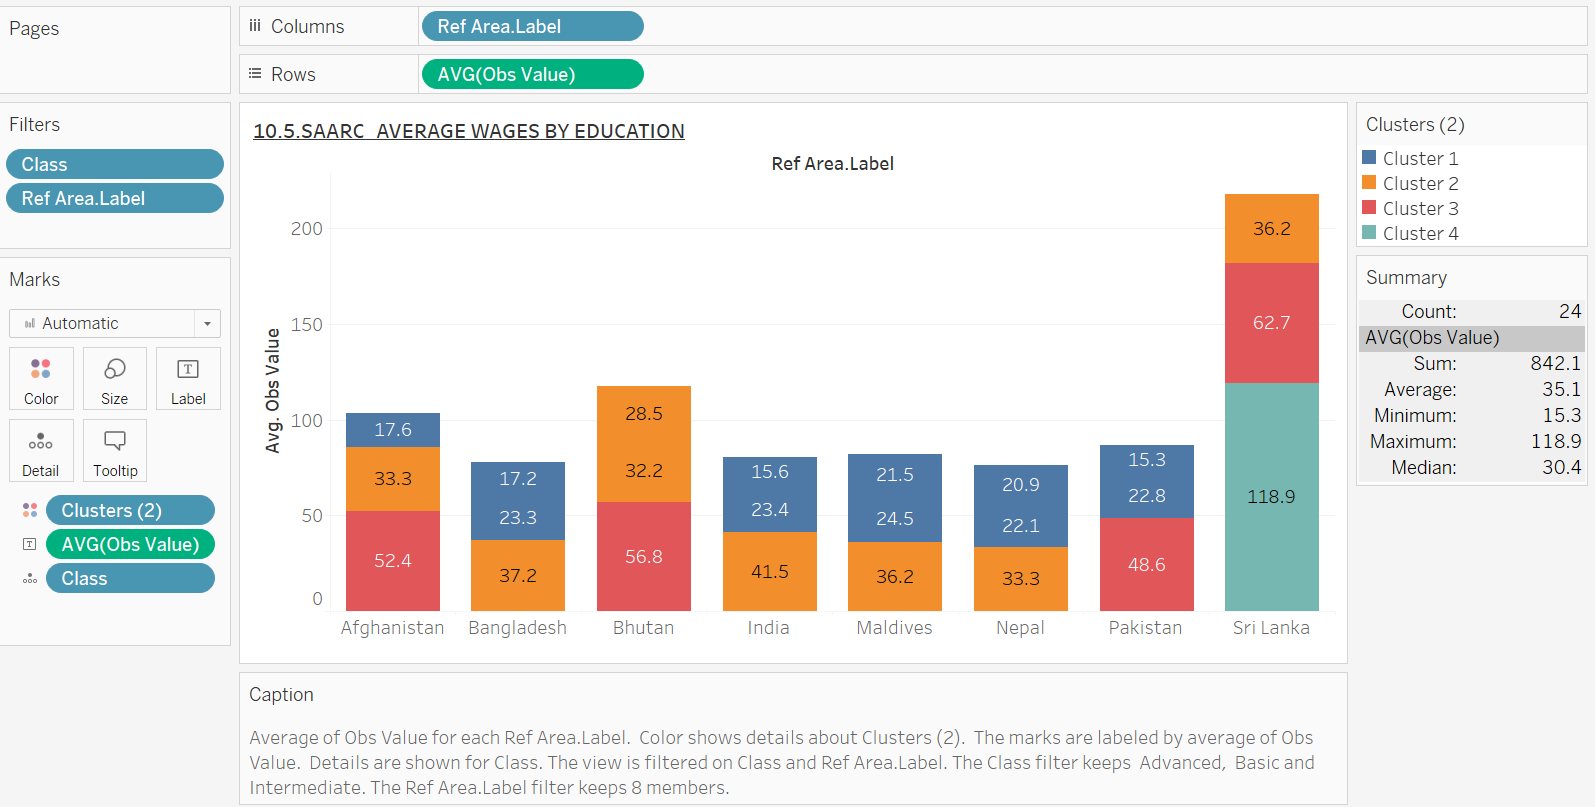 Pages
Columns
Ref Area.Label
Rows
AVG(Obs Value)
Filters
Class
Ref Area.Label
Marks
Automatic
Color
Size
T
Label
Detail
Tooltip
Clusters (2)
T
AVG(Obs Value)
Class
10.5.SAARC_AVERAGE WAGES BY EDUCATION
Ref Area.Label
Avg. Obs Value
200
150
100
50
0
17.6
33.3
52.4
17.2
23.3
37.2
28.5
32.2
56.8
15.6
23.4
41.5
21.5
24.5
36.2
20.9
22.1
33.3
15.3
22.8
48.6
36.2
62.7
118.9
Afghanistan Bangladesh Bhutan India Maldives Nepal Pakistan Sri Lanka
Clusters (2)
Cluster 1
Cluster 2
Cluster 3
Cluster 4
Summary
Count: 24
AVG(Obs Value)
Sum: 842.1
Average: 35.1
Minimum: 15.3
Maximum: 118.9
Median: 30.4
Caption
Average of Obs Value for each Ref Area.Label. Color shows details about Clusters (2). The marks are labeled by average of Obs
Value. Details are shown for Class. The view is filtered on Class and Ref Area.Label. The Class filter keeps Advanced, Basic and
Intermediate. The Ref Area.Label filter keeps 8 members.